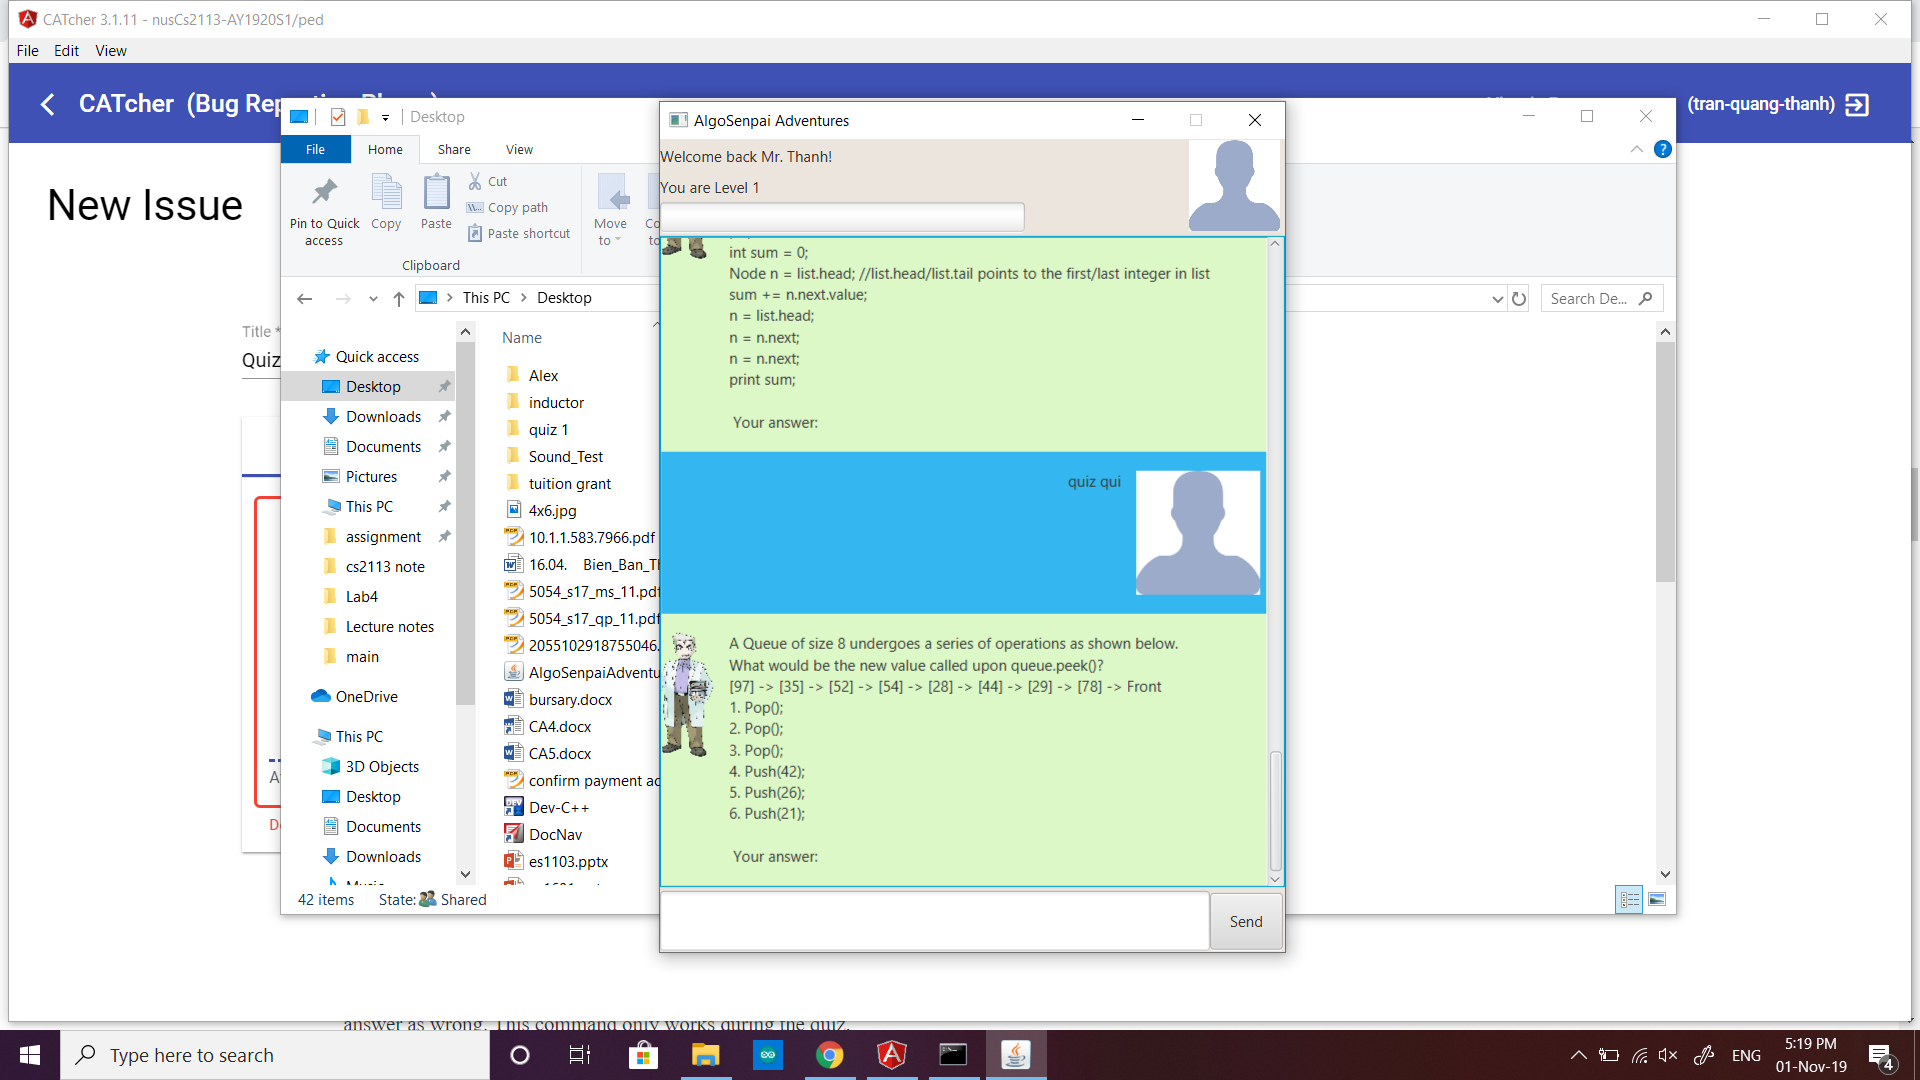 CATcher 3.1.11 - nusCs2113-AY1920S1/ped
File Edit View
CATcher (Bug
(tran-quang-thanh)
New Issue
Title *
Quiz
Desktop
File Home Share View
Pin to Quick access
Copy
Paste
Cut
Copy path
Paste shortcut
Move to
Clipboard
This PC > Desktop
Search De...
Name
Quick access
Desktop
Downloads
Documents
Pictures
This PC
assignment
cs2113 note
Lab4
Lecture notes
main
OneDrive
This PC
3D Objects
Desktop
Documents
Downloads
Music
Alex
inductor
quiz 1
Sound_Test
tuition grant
4x6.jpg
10.1.1.583.7966.pdf
16.04. Bien_Ban_T
5054_s17_ms_11.pdf
5054_s17_qp_11.pdf
2055102918755046.
AlgoSenpaiAdventu
bursary.docx
CA4.docx
CA5.docx
confirm payment ac
Dev-C++
DocNav
es1103.pptx
42 items State: Shared
AlgoSenpai Adventures
Welcome back Mr. Thanh!
You are Level 1
int sum = 0;
Node n = list.head; //list.head/list.tail points to the first/last integer in list
sum += n.next.value;
n = list.head;
n = n.next;
n = n.next;
print sum;
Your answer:
quiz qui
A Queue of size 8 undergoes a series of operations as shown below.
What would be the new value called upon queue.peek()?
[97] -> [35] -> [52] -> [54] -> [28] -> [44] -> [29] -> [78] -> Front
1. Pop();
2. Pop();
3. Pop();
4. Push(42);
5. Push(26);
6. Push(21);
Your answer:
Send
answer as wrong. This command only works during the quiz.
Type here to search
ENG
5:19 PM
01-Nov-19
4